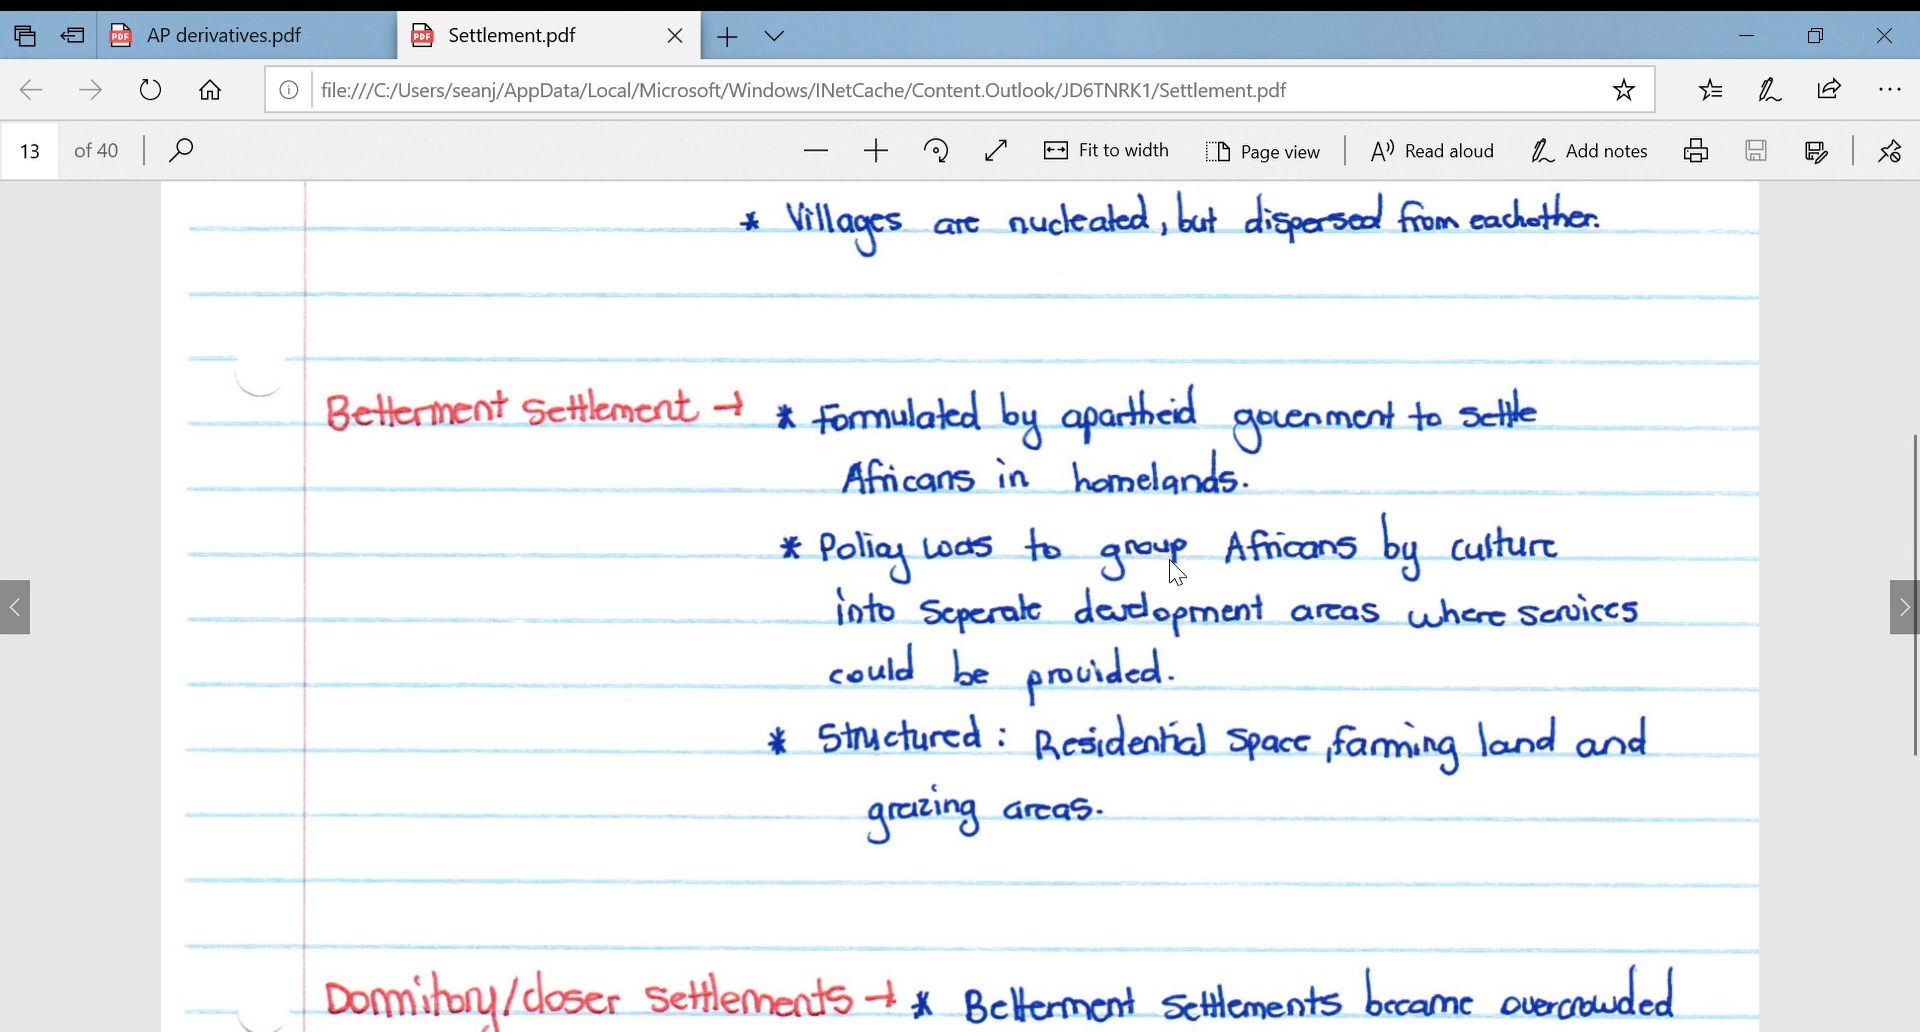 AP derivatives.pdf
Settlement.pdf
file:///C:/Users/seanj/AppData/Local/Microsoft/Windows/INetCache/Content.Outlook/JD6TNRK1/Settlement.pdf
13 of 40
Fit to width
Page view
Read aloud
Add notes
* Villages are nucleated, but dispersed from eachother.
Betterment settlement → * Formulated by apartheid govenment to settle
Africans in homelands.
* Policy was to group Africans by culture
into seperate development areas where services
could be provided.
* Structured : Residential space, farming land and
grazing areas.
Dormitory/closer settlements → * Betterment settlements became overcrowded